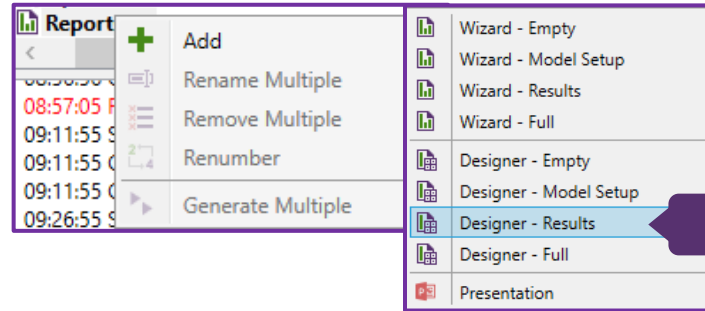 Report
Add
Rename Multiple
Remove Multiple
Renumber
Generate Multiple
08:57:05
09:11:55 S
09:11:55
09:11:55
09:26:55 S
Wizard - Empty
Wizard - Model Setup
Wizard - Results
Wizard - Full
Designer - Empty
Designer - Model Setup
Designer - Results
Designer - Full
Presentation